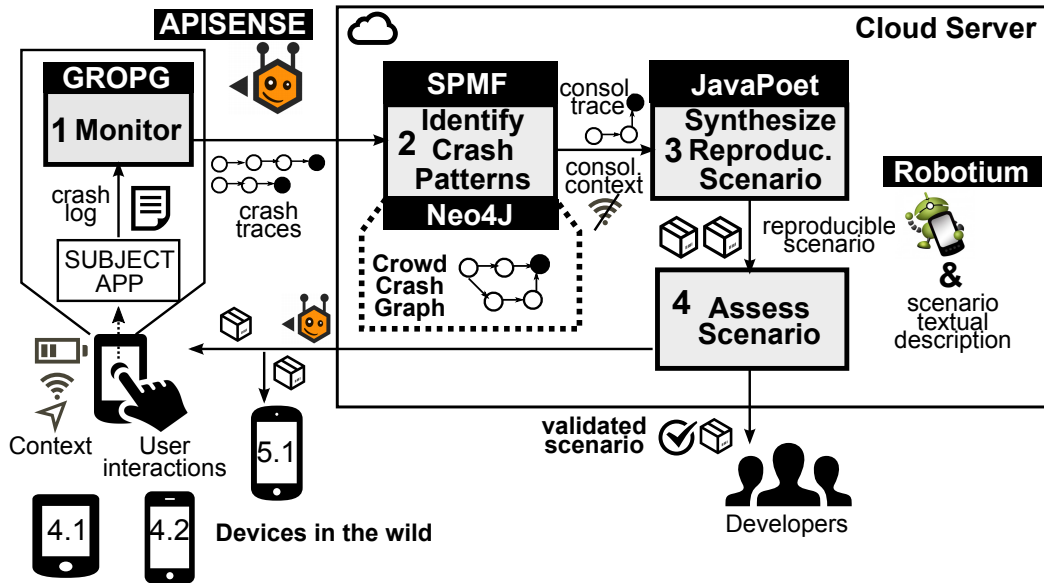 APISENSE
Cloud Server
GROPG
1 Monitor
SPMF
2 Identify
Crash
Patterns
Neo4J
consol
trace
consol.
context
JavaPoet
3 Synthesize
Reproduc.
Scenario
Robotium
&
scenario
textual
description
crash
log
crash
traces
SUBJECT
APP
Crowd
Crash
Graph
reproducible
scenario
4 Assess
Scenario
Context
User
interactions
5.1
validated
scenario
Developers
4.1
4.2
Devices in the wild